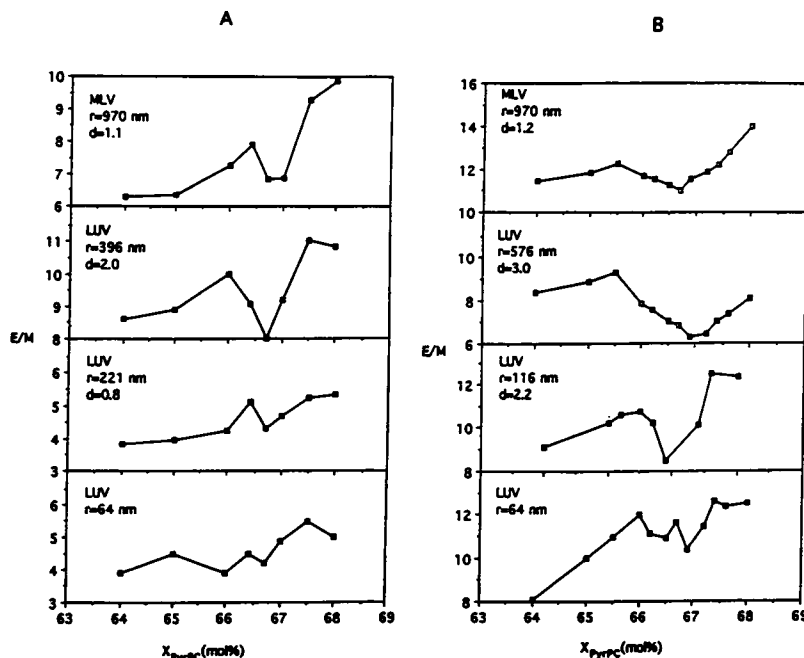 A
10
9
8
7
6
MLV
r=970 nm
d=1.1
11
10
9
8
LUV
r=396 nm
d=2.0
E/M
6
5
4
3
LUV
r=221 nm
d=0.8
6
5
4
3
LUV
r=64 nm
63 64 65 66 67 68 69
X PyrPC (mol%)
B
16
14
12
10
MLV
r=970 nm
d=1.2
10
8
6
LUV
r=576 nm
d=3.0
E/M
12
10
8
LUV
r=116 nm
d=2.2
12
10
8
LUV
r=64 nm
63 64 65 66 67 68 69
X PyrPC (mol%)